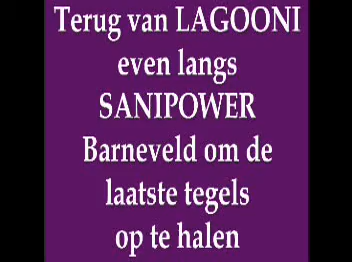 Terug van LAGOONI
even langs
SANIPOWER
Barneveld om de
laatste tegels
op te halen